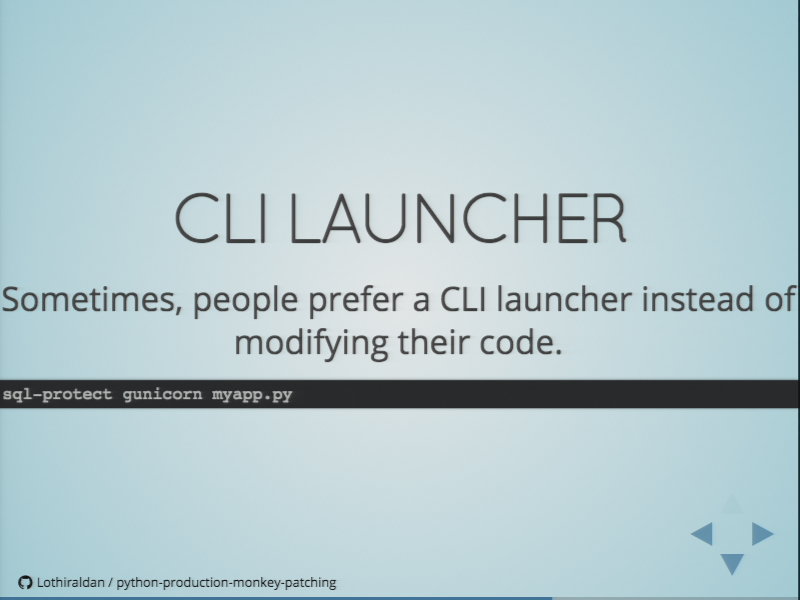 CLI LAUNCHER
Sometimes, people prefer a CLI launcher instead of
modifying their code.
sql-protect gunicorn myapp.py
Lothiraldan / python-production-monkey-patching